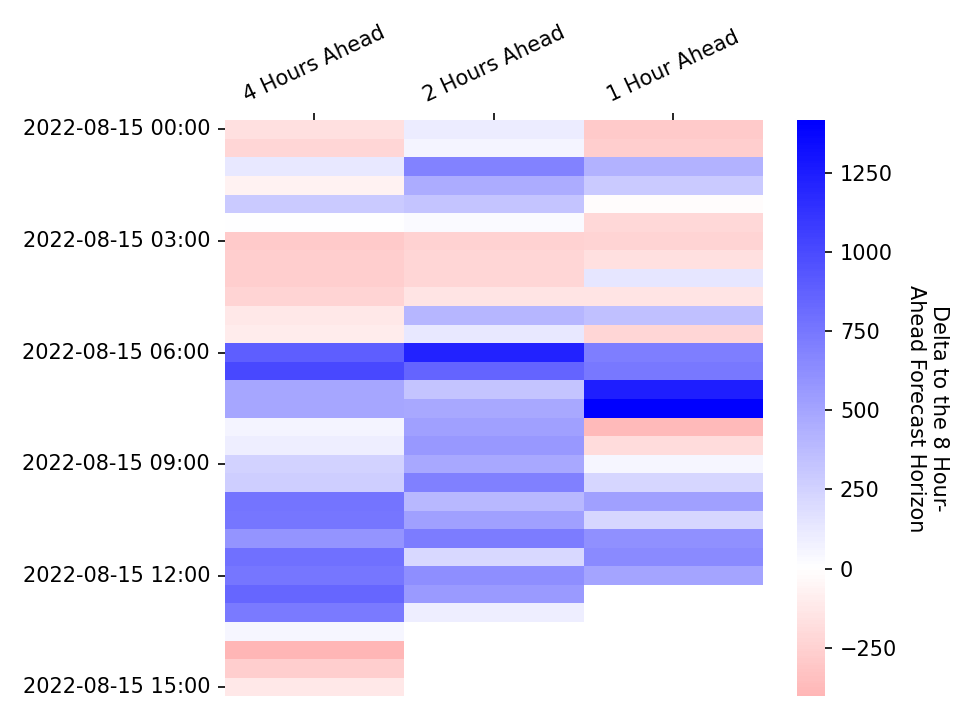 4 Hours Ahead
2 Hours Ahead
1 Hour Ahead
2022-08-15 00:00
2022-08-15 03:00
2022-08-15 06:00
2022-08-15 09:00
2022-08-15 12:00
2022-08-15 15:00
1250
1000
750
500
250
0
−250
Delta to the 8 Hour-
Ahead Forecast Horizon